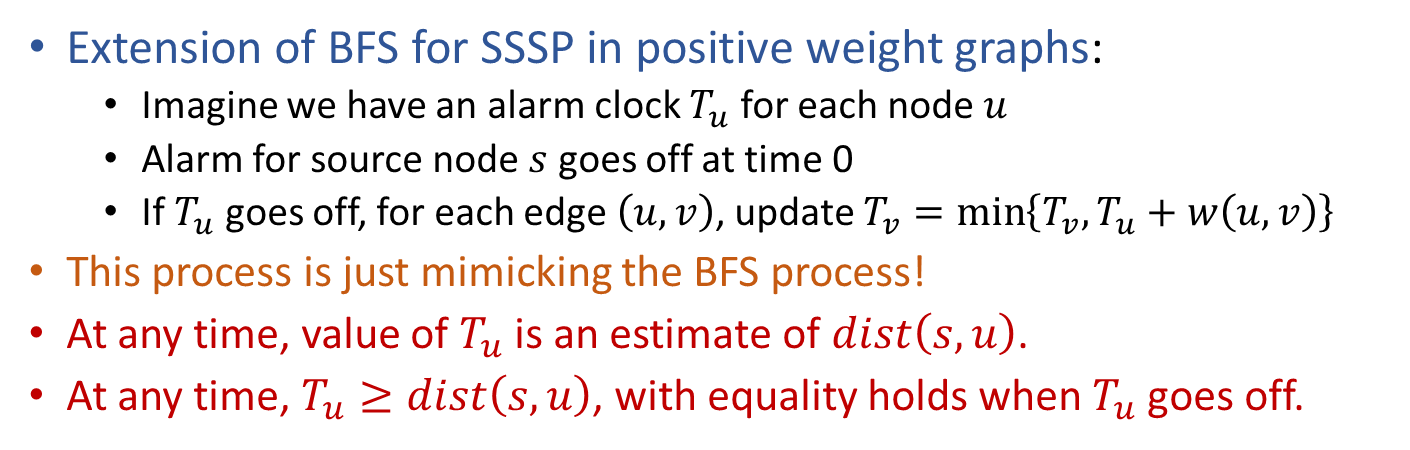 • Extension of BFS for SSSP in positive weight graphs:
• Imagine we have an alarm clock $T_u$ for each node $u$
• Alarm for source node $s$ goes off at time 0
• If $T_u$ goes off, for each edge $(u, v)$, update $T_v = \min\{T_v, T_u + w(u, v)\}$
• This process is just mimicking the BFS process!
• At any time, value of $T_u$ is an estimate of $dist(s, u)$.
• At any time, $T_u \geq dist(s, u)$, with equality holds when $T_u$ goes off.